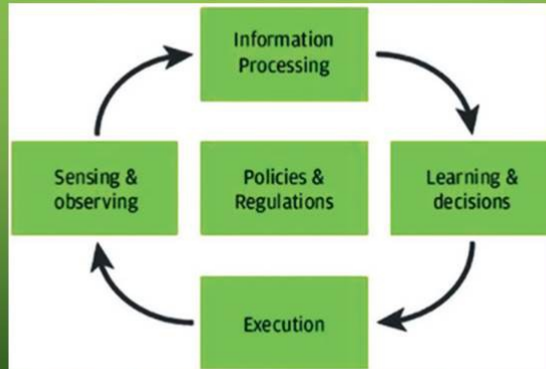 Information
Processing
Sensing &
observing
Policies &
Regulations
Learning &
decisions
Execution